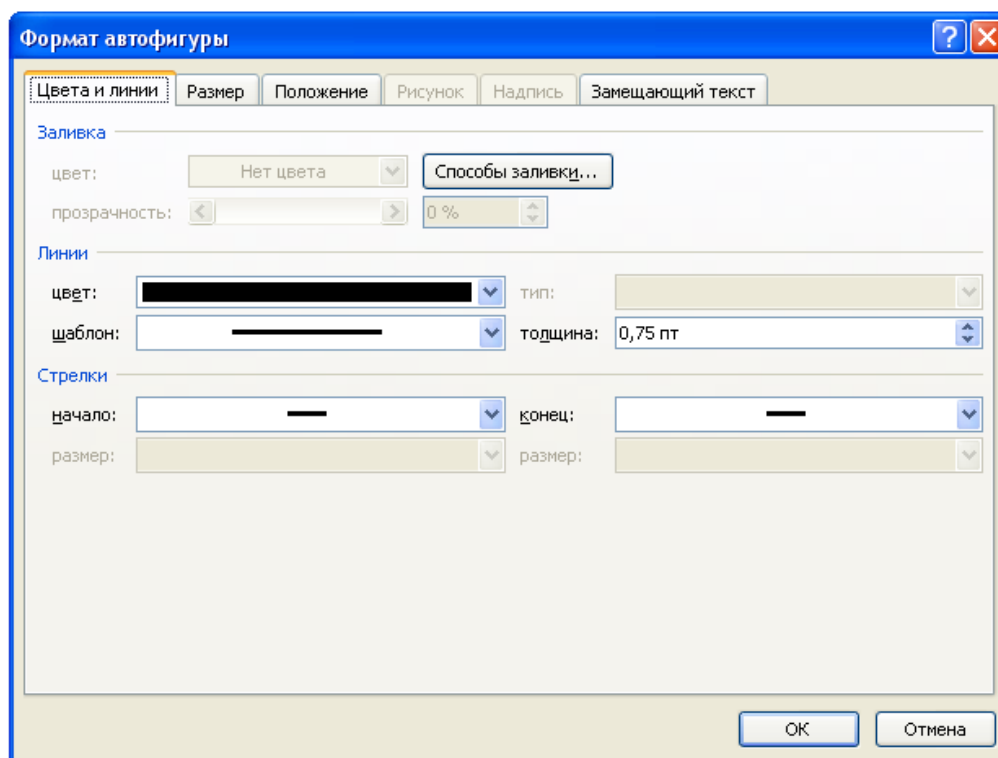 Формат автофигуры
Цвета и линии Размер Положение Рисунок Надпись Замещающий текст
Заливка
цвет: Нет цвета Способы заливки...
прозрачность: 0 %
Линии
цвет: тип:
шаблон: толщина: 0,75 пт
Стрелки
начало: конец:
размер: размер:
ОК Отмена